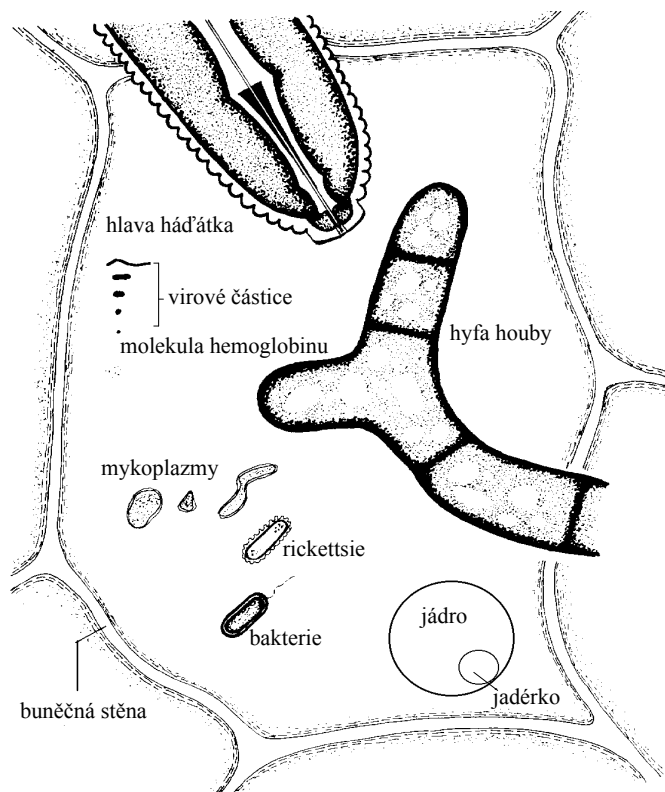 hlava háďátka
virové částice
molekula hemoglobinu
hyfa houby
mykoplazmy
rickettsie
bakterie
jádro
jadérko
buněčná stěna